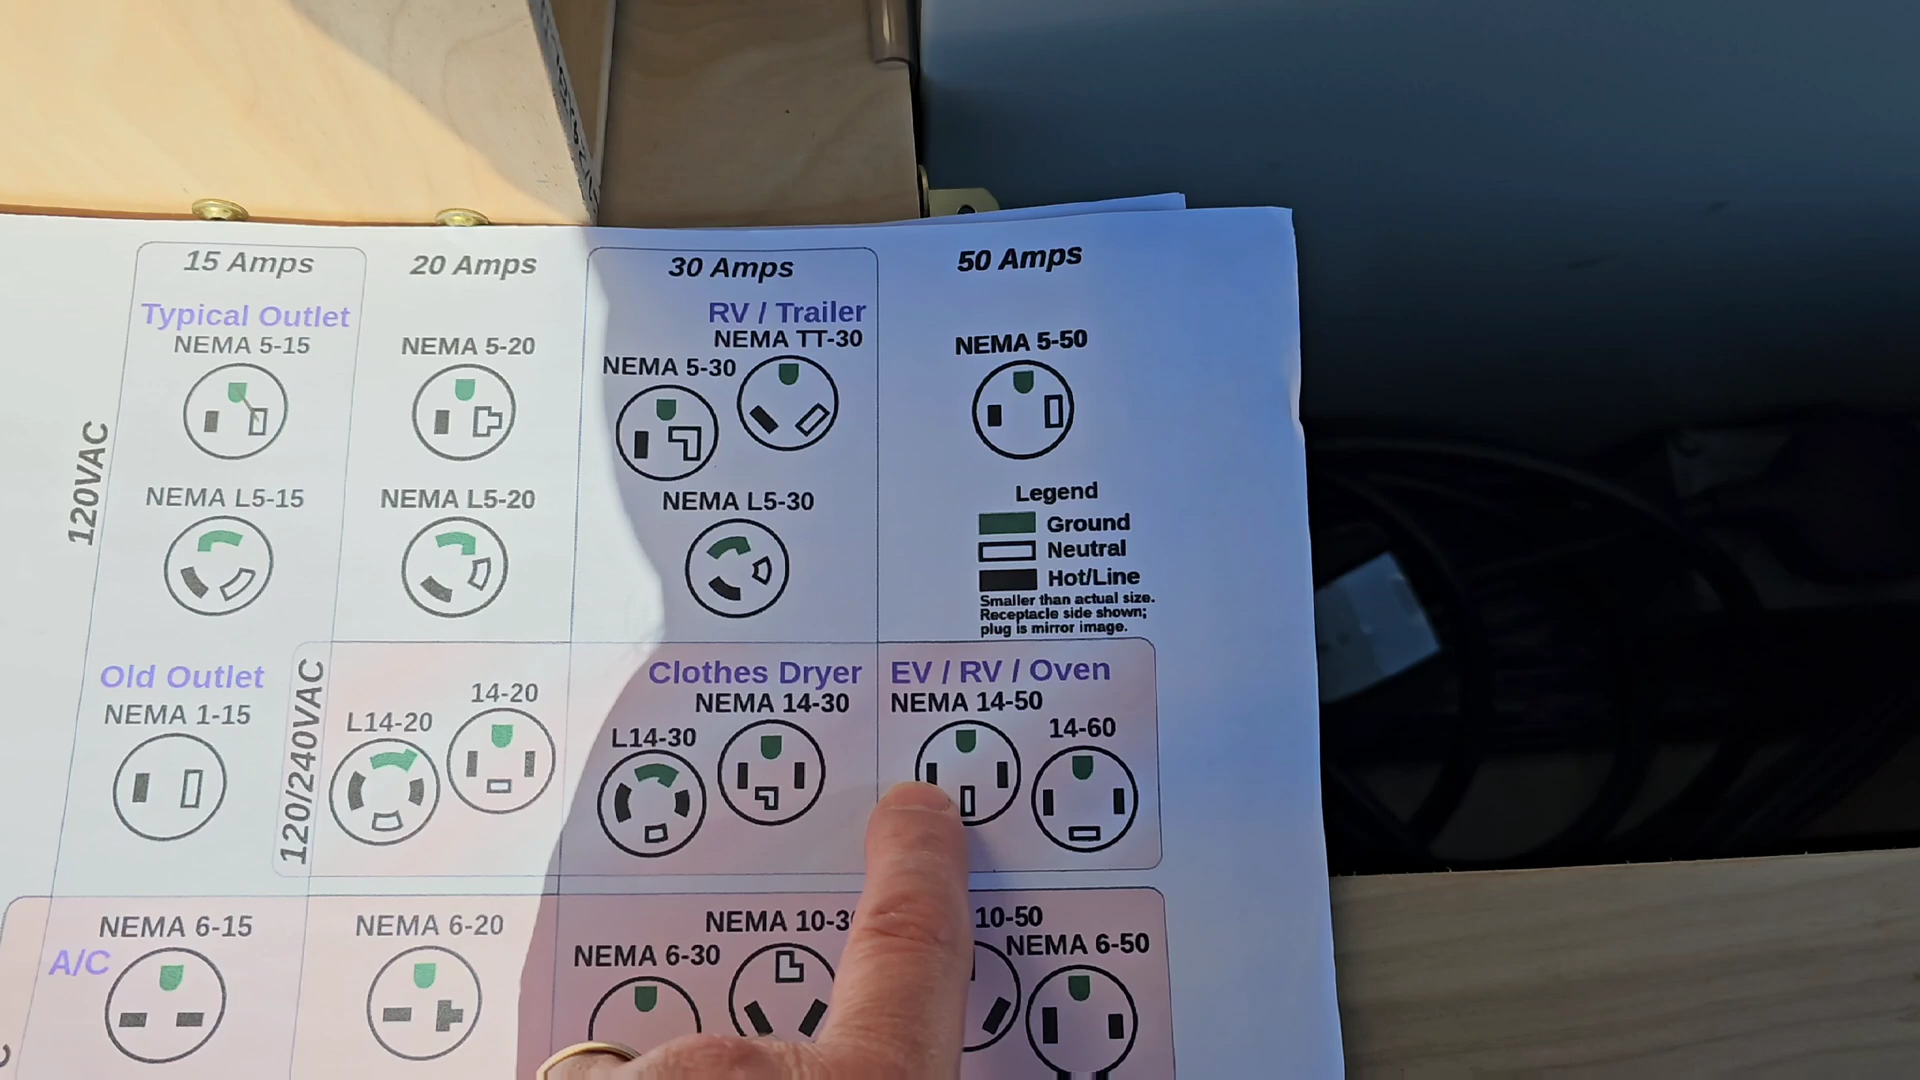 15 Amps
20 Amps
30 Amps
50 Amps
Typical Outlet
NEMA 5-15
NEMA 5-20
RV / Trailer
NEMA TT-30
NEMA 5-30
NEMA 5-50
120VAC
NEMA L5-15
NEMA L5-20
NEMA L5-30
Legend
Ground
Neutral
Hot/Line
Smaller than actual size.
Receptacle side shown;
plug is mirror image.
Old Outlet
NEMA 1-15
120/240VAC
L14-20
14-20
Clothes Dryer
NEMA 14-30
L14-30
EV / RV / Oven
NEMA 14-50
14-60
NEMA 6-15
A/C
NEMA 6-20
NEMA 6-30
NEMA 10-3
10-50
NEMA 6-50